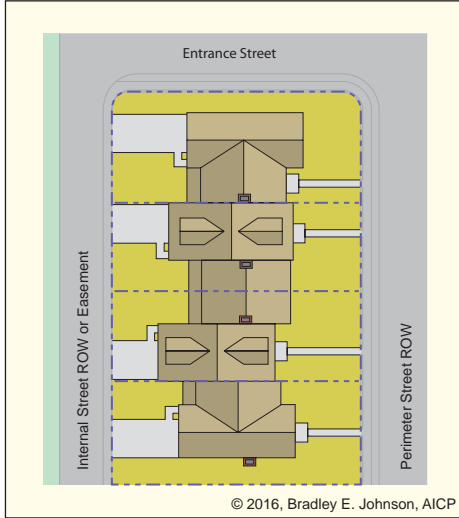 Entrance Street
Internal Street ROW or Easement
Perimeter Street ROW
© 2016, Bradley E. Johnson, AICP